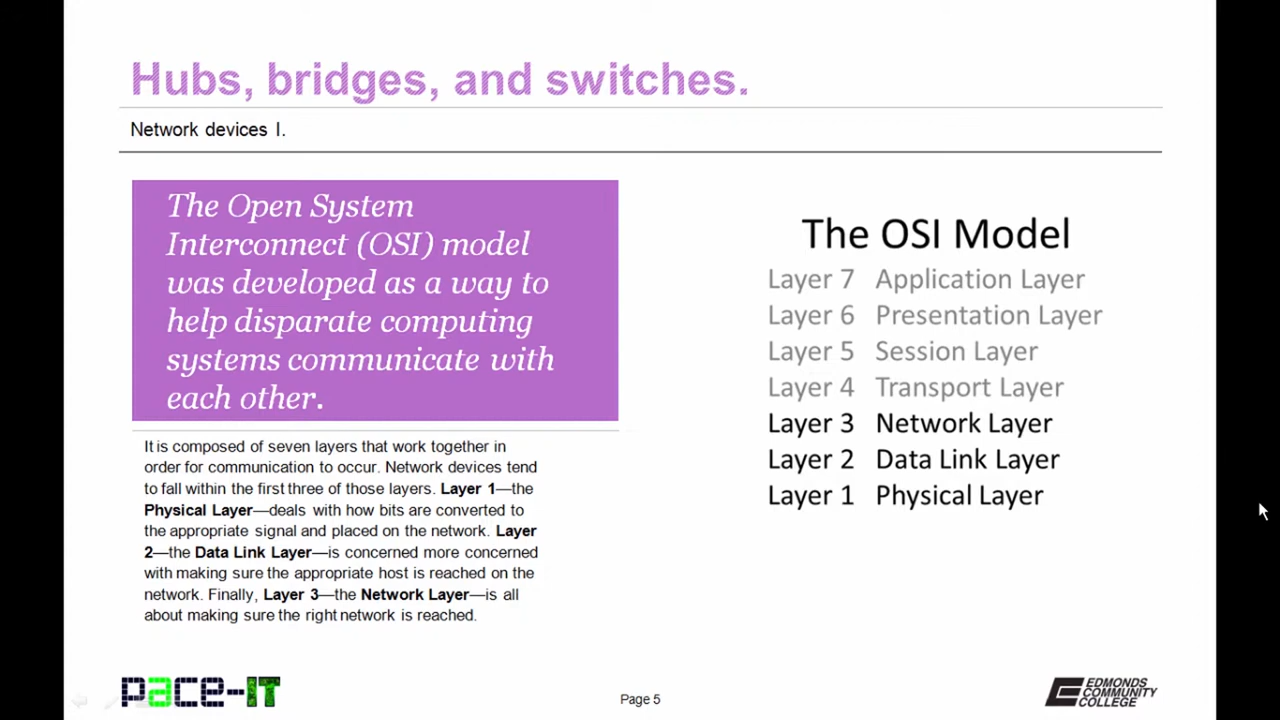 Hubs, bridges, and switches.
Network devices I.
The Open System
Interconnect (OSI) model
was developed as a way to
help disparate computing
systems communicate with
each other.
It is composed of seven layers that work together in
order for communication to occur. Network devices tend
to fall within the first three of those layers. Layer 1—the
Physical Layer—deals with how bits are converted to
the appropriate signal and placed on the network. Layer
2—the Data Link Layer—is concerned more concerned
with making sure the appropriate host is reached on the
network. Finally, Layer 3—the Network Layer—is all
about making sure the right network is reached.
The OSI Model
Layer 7 Application Layer
Layer 6 Presentation Layer
Layer 5 Session Layer
Layer 4 Transport Layer
Layer 3 Network Layer
Layer 2 Data Link Layer
Layer 1 Physical Layer
pace-IT
Page 5
EDMONDS
COMMUNITY
COLLEGE